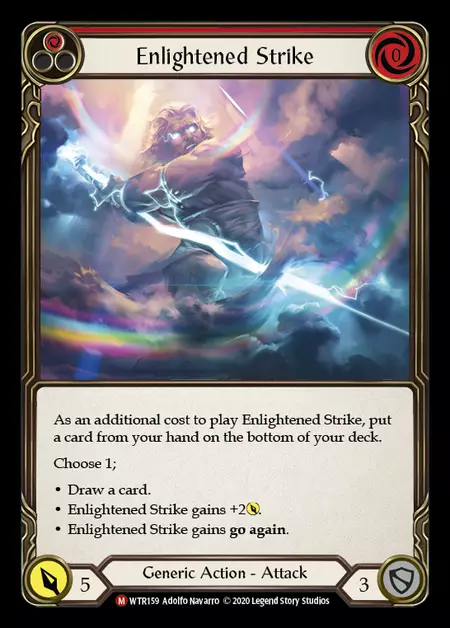 Enlightened Strike
0
As an additional cost to play Enlightened Strike, put
a card from your hand on the bottom of your deck.
Choose 1;
• Draw a card.
• Enlightened Strike gains +2.
• Enlightened Strike gains go again.
5
Generic Action - Attack
3
M WTR159 Adolfo Navarro © 2020 Legend Story Studios